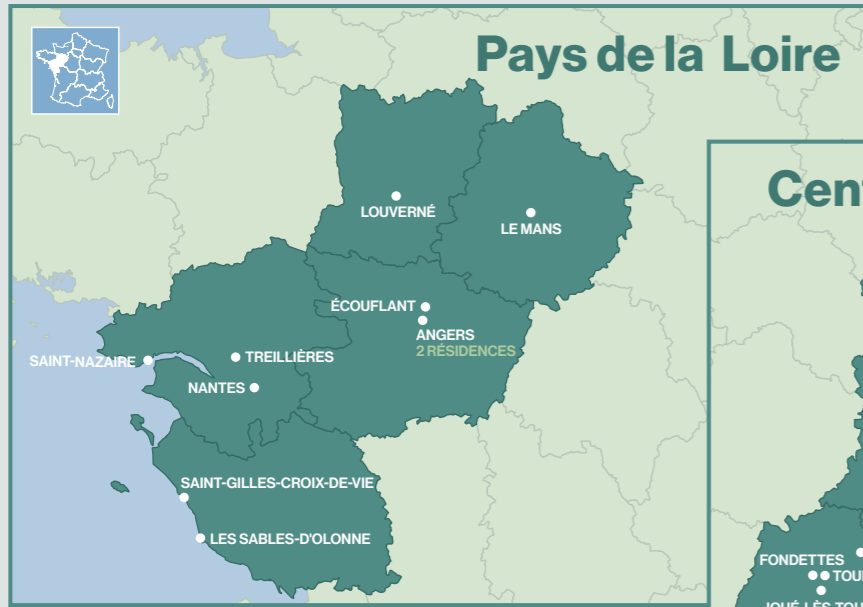 Pays de la Loire
LOUVERNÉ
LE MANS
ÉCOUFLANT
ANGERS
2 RÉSIDENCES
SAINT-NAZAIRE
TREILLIÈRES
NANTES
SAINT-GILLES-CROIX-DE-VIE
LES SABLES-D'OLONNE
FONDETTES